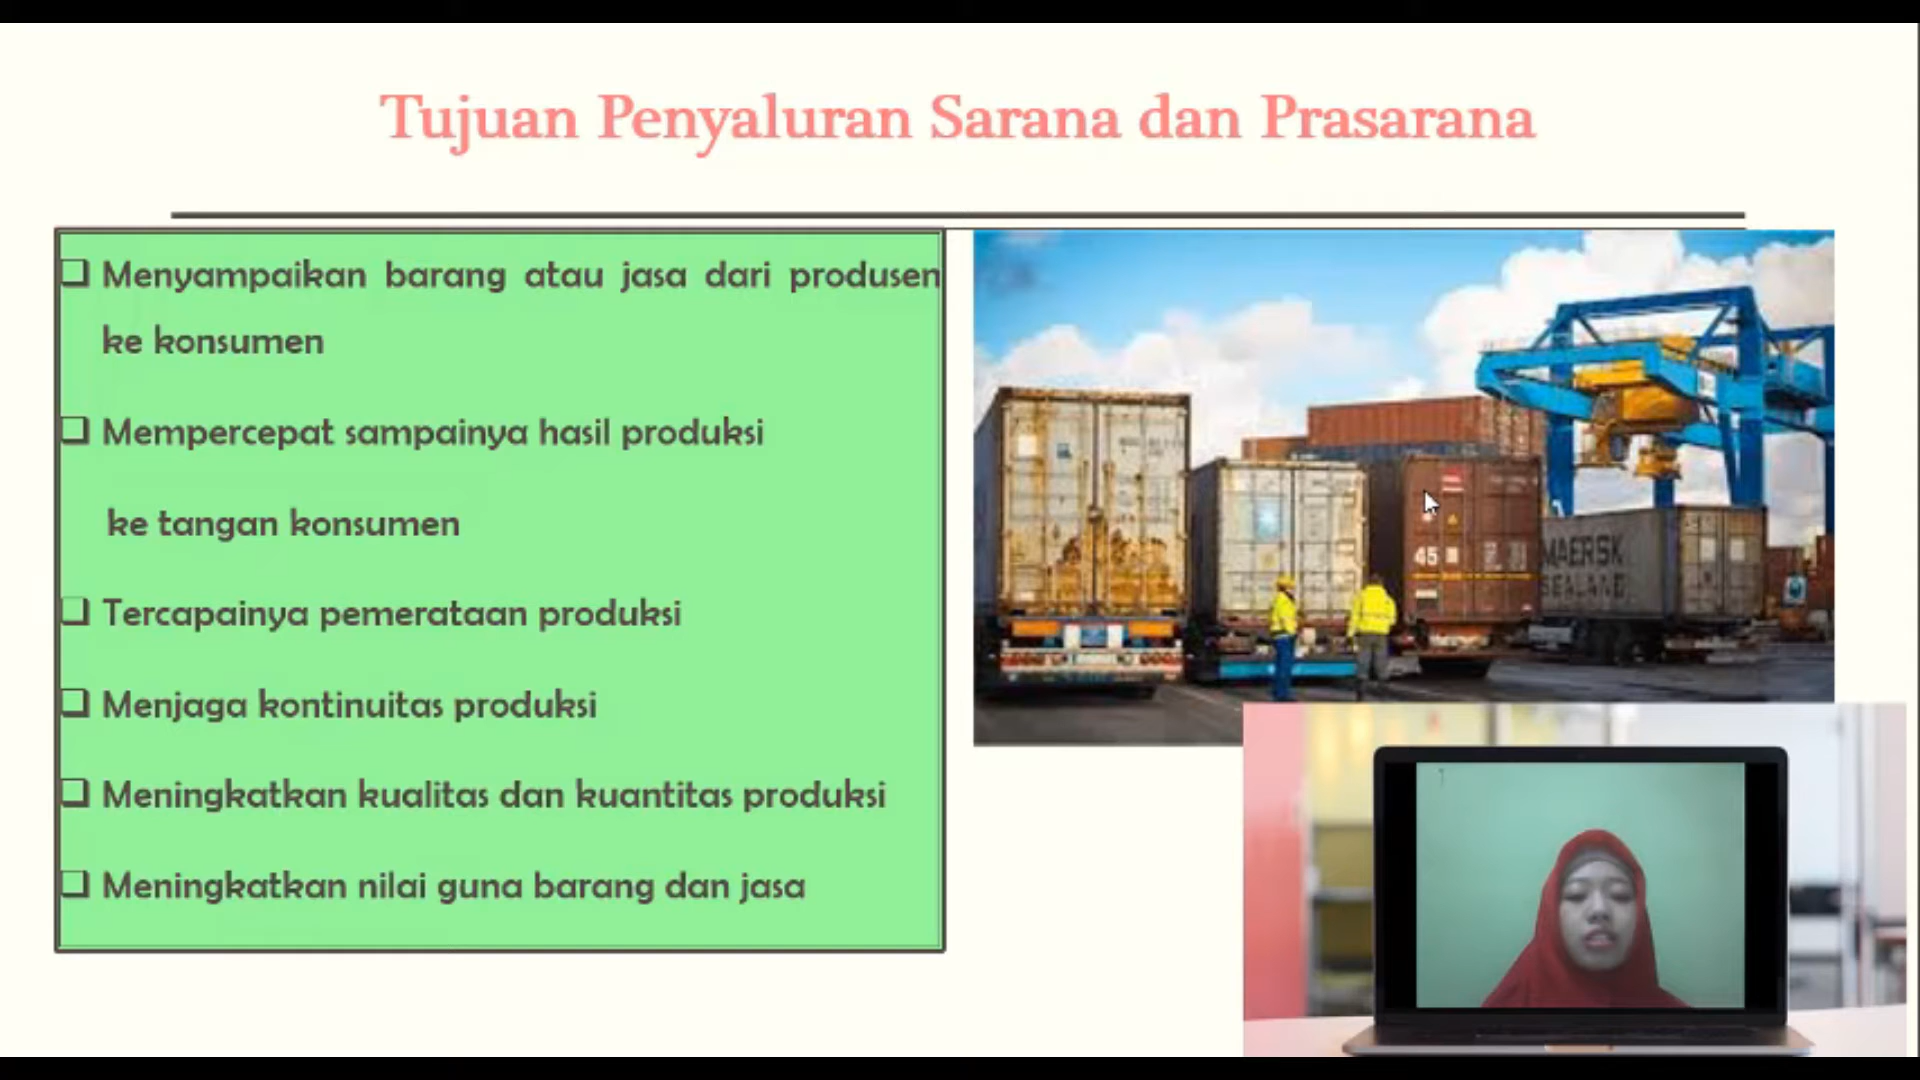 Tujuan Penyaluran Sarana dan Prasarana
Menyampaikan barang atau jasa dari produsen
ke konsumen
Mempercepat sampainya hasil produksi
ke tangan konsumen
Tercapainya pemerataan produksi
Menjaga kontinuitas produksi
Meningkatkan kualitas dan kuantitas produksi
Meningkatkan nilai guna barang dan jasa
45
MAERSK
SEALAND